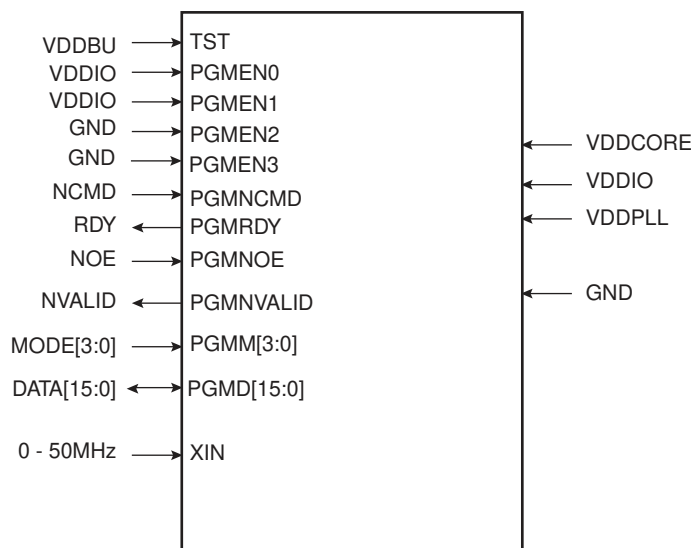 VDDBU TST
VDDIO PGMEN0
VDDIO PGMEN1
GND PGMEN2
GND PGMEN3
NCMD PGMNCMD
RDY PGMRDY
NOE PGMNOE
NVALID PGMNVALID
MODE[3:0] PGMM[3:0]
DATA[15:0] PGMD[15:0]
0 - 50MHz XIN
VDDCORE
VDDIO
VDDPLL
GND